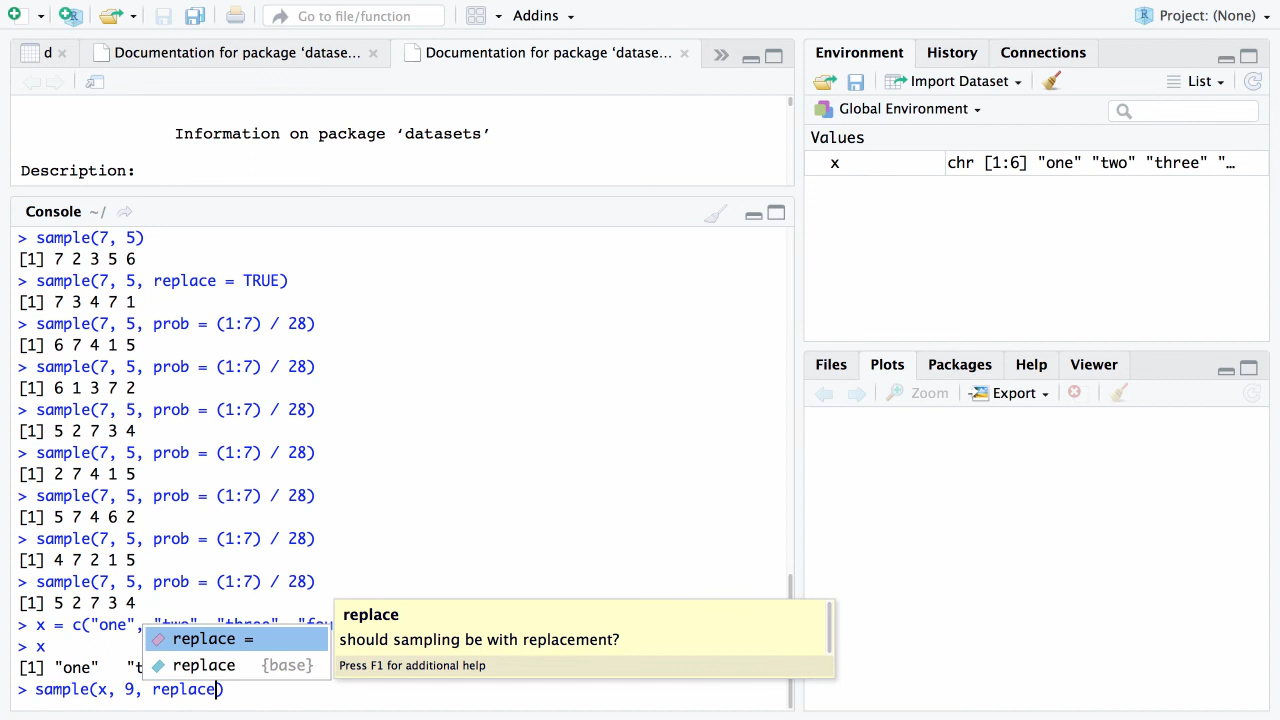 Go to file/function
Addins
Project: (None)
d
Documentation for package ‘datase...
Documentation for package ‘datase...
Information on package ‘datasets’
Description:
Console ~/
> sample(7, 5)
[1] 7 2 3 5 6
> sample(7, 5, replace = TRUE)
[1] 7 3 4 7 1
> sample(7, 5, prob = (1:7) / 28)
[1] 6 7 4 1 5
> sample(7, 5, prob = (1:7) / 28)
[1] 6 1 3 7 2
> sample(7, 5, prob = (1:7) / 28)
[1] 5 2 7 3 4
> sample(7, 5, prob = (1:7) / 28)
[1] 2 7 4 1 5
> sample(7, 5, prob = (1:7) / 28)
[1] 5 7 4 6 2
> sample(7, 5, prob = (1:7) / 28)
[1] 4 7 2 1 5
> sample(7, 5, prob = (1:7) / 28)
[1] 5 2 7 3 4
> x = c("one",
> x
[1] "one" "t
> sample(x, 9, replace)
replace =
replace {base}
replace
should sampling be with replacement?
Press F1 for additional help
Environment History Connections
Import Dataset
List
Global Environment
Values
x chr [1:6] "one" "two" "three" "…
Files Plots Packages Help Viewer
Zoom Export